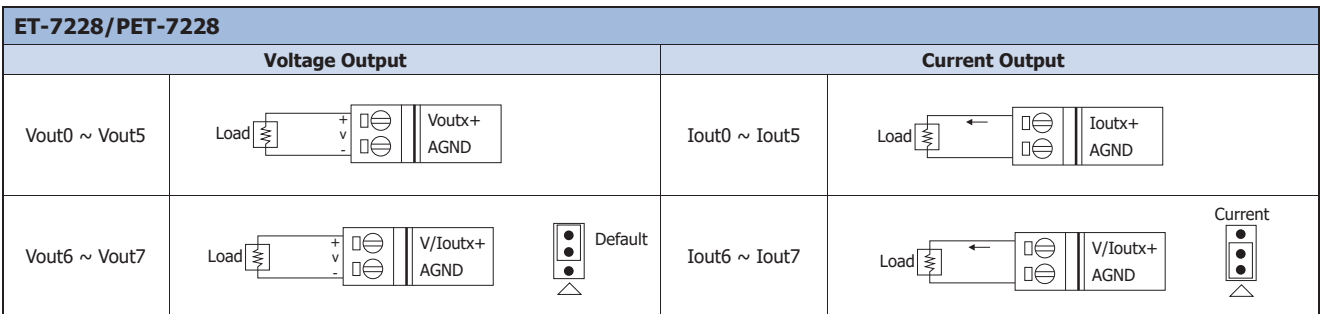 ET-7228/PET-7228
Voltage Output
Current Output
Vout0 ~ Vout5
Load
+
v
-
Voutx+
AGND
Iout0 ~ Iout5
Load
Ioutx+
AGND
Vout6 ~ Vout7
Load
+
v
-
V/Ioutx+
AGND
Default
Iout6 ~ Iout7
Load
V/Ioutx+
AGND
Current